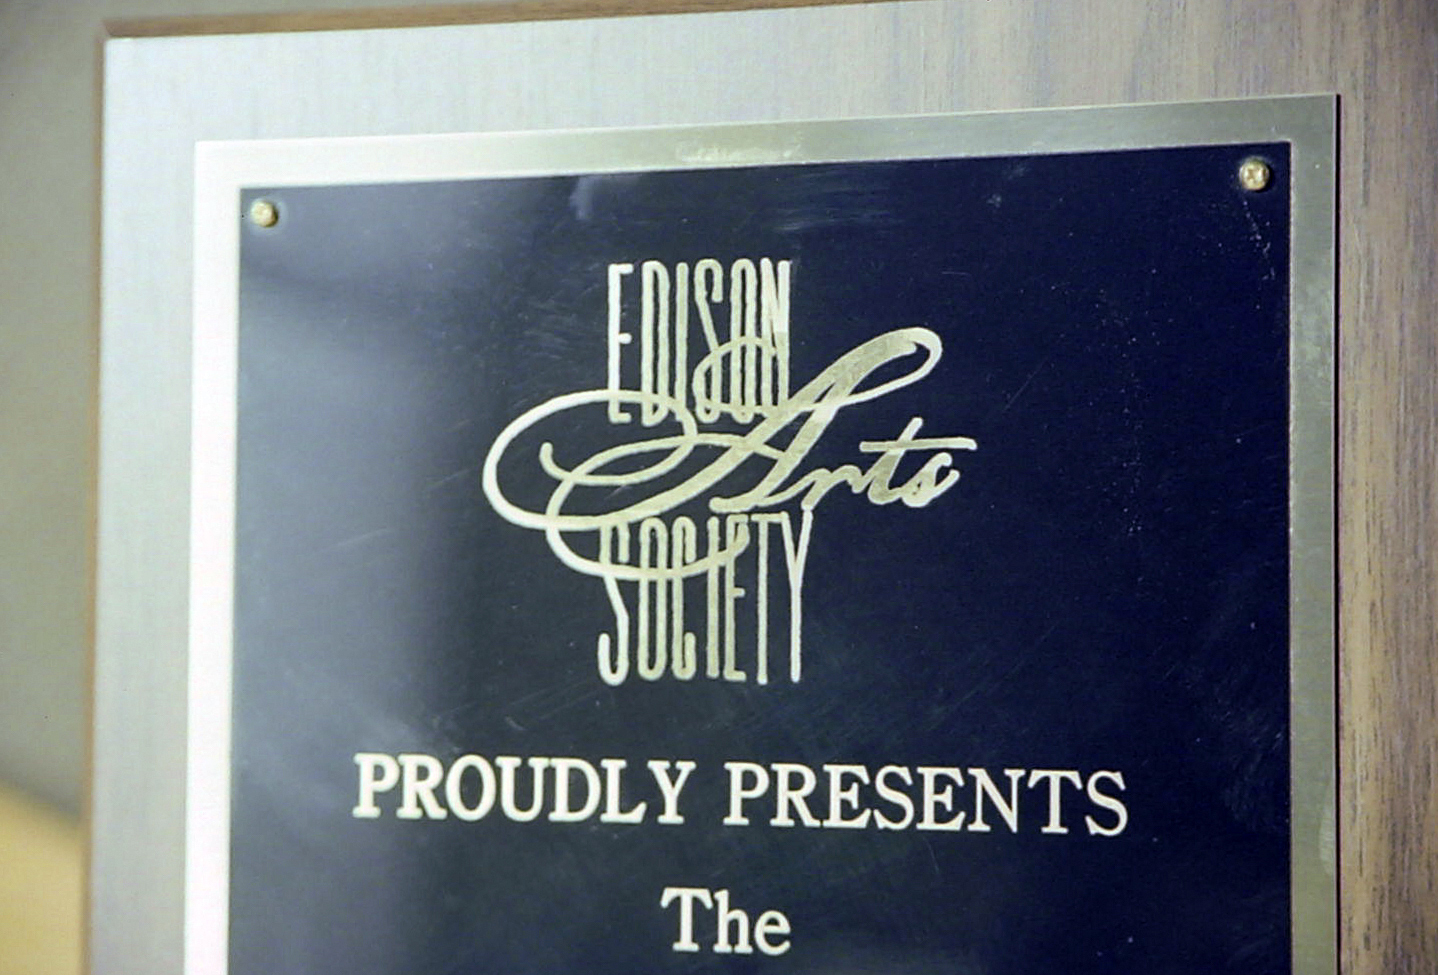 EDISON
Arts
SOCIETY
PROUDLY PRESENTS
The